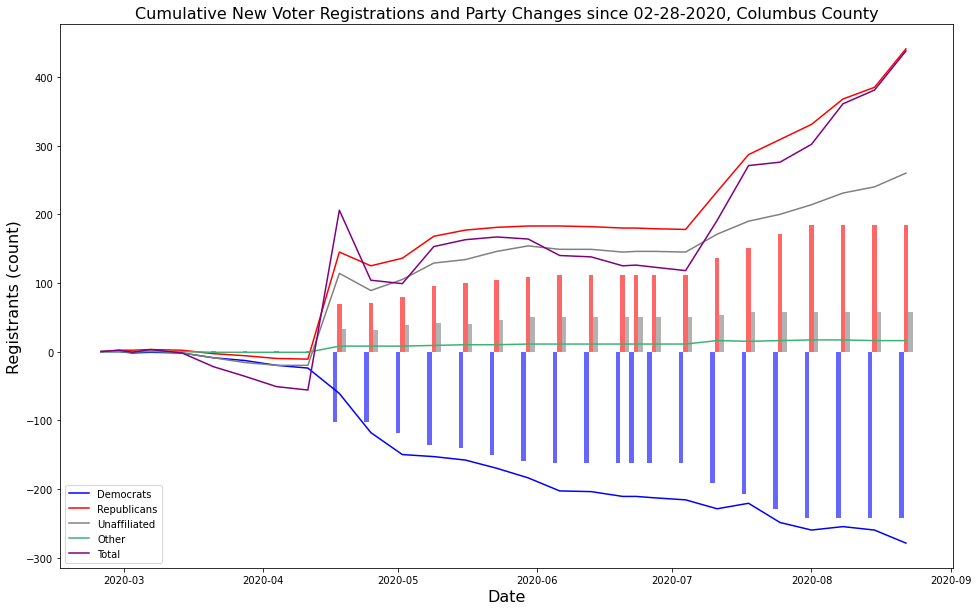 Cumulative New Voter Registrations and Party Changes since 02-28-2020, Columbus County
Registrants (count)
400
300
200
100
0
−100
−200
−300
Democrats
Republicans
Unaffiliated
Other
Total
2020-03 2020-04 2020-05 2020-06 2020-07 2020-08 2020-09
Date